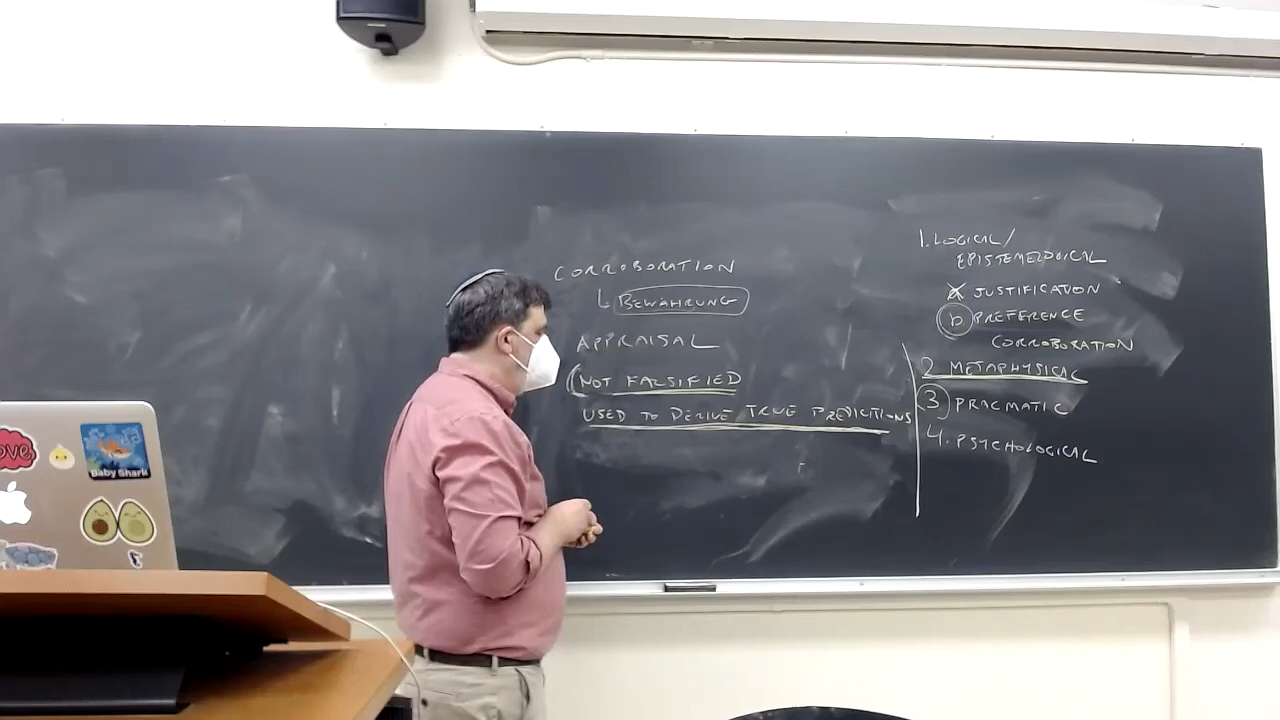 CORROBORATION
↳ BEWÄHRUNG
APPRAISAL
(NOT FALSIFIED
USED TO DERIVE TRUE PREDICTIONS
1. LOGICAL/
EPISTEMOLOGICAL
JUSTIFICATION
b. PREFERENCE
CORROBORATION
2 METAPHYSICAL
3 PRAGMATIC
4. PSYCHOLOGICAL
love
Baby Shark